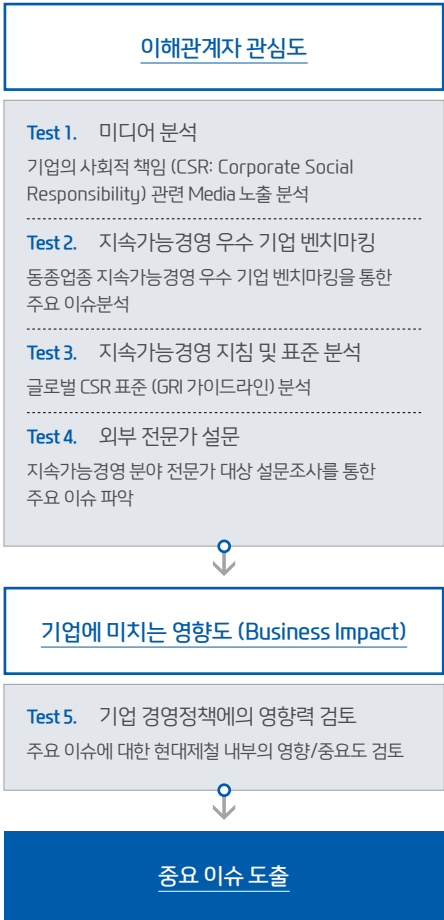 이해관계자 관심도
Test 1. 미디어 분석
기업의 사회적 책임 (CSR: Corporate Social
Responsibility) 관련 Media 노출 분석
Test 2. 지속가능경영 우수 기업 벤치마킹
동종업종 지속가능경영 우수 기업 벤치마킹을 통한
주요 이슈분석
Test 3. 지속가능경영 지침 및 표준 분석
글로벌 CSR 표준 (GRI 가이드라인) 분석
Test 4. 외부 전문가 설문
지속가능경영 분야 전문가 대상 설문조사를 통한
주요 이슈 파악
기업에 미치는 영향도 (Business Impact)
Test 5. 기업 경영정책에의 영향력 검토
주요 이슈에 대한 현대제철 내부의 영향/중요도 검토
중요 이슈 도출